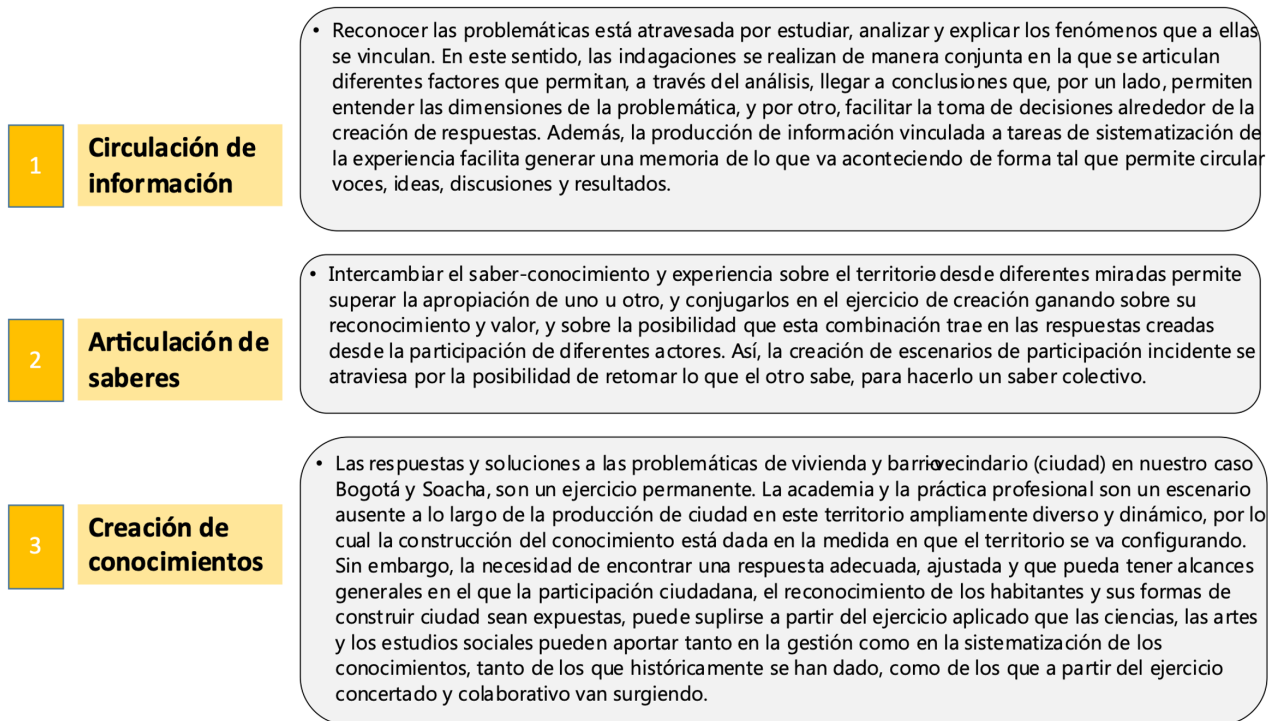 1
Circulación de
información
• Reconocer las problemáticas está atravesada por estudiar, analizar y explicar los fenómenos que a ellas
se vinculan. En este sentido, las indagaciones se realizan de manera conjunta en la que se articulan
diferentes factores que permitan, a través del análisis, llegar a conclusiones que, por un lado, permiten
entender las dimensiones de la problemática, y por otro, facilitar la toma de decisiones alrededor de la
creación de respuestas. Además, la producción de información vinculada a tareas de sistematización de
la experiencia facilita generar una memoria de lo que va aconteciendo de forma tal que permite circular
voces, ideas, discusiones y resultados.
2
Articulación de
saberes
• Intercambiar el saber-conocimiento y experiencia sobre el territorio-desde diferentes miradas permite
superar la apropiación de uno u otro, y conjugarlos en el ejercicio de creación ganando sobre su
reconocimiento y valor, y sobre la posibilidad que esta combinación trae en las respuestas creadas
desde la participación de diferentes actores. Así, la creación de escenarios de participación incidente se
atraviesa por la posibilidad de retomar lo que el otro sabe, para hacerlo un saber colectivo.
3
Creación de
conocimientos
• Las respuestas y soluciones a las problemáticas de vivienda y barrio-vecindario (ciudad) en nuestro caso
Bogotá y Soacha, son un ejercicio permanente. La academia y la práctica profesional son un escenario
ausente a lo largo de la producción de ciudad en este territorio ampliamente diverso y dinámico, por lo
cual la construcción del conocimiento está dada en la medida en que el territorio se va configurando.
Sin embargo, la necesidad de encontrar una respuesta adecuada, ajustada y que pueda tener alcances
generales en el que la participación ciudadana, el reconocimiento de los habitantes y sus formas de
construir ciudad sean expuestas, puede suplirse a partir del ejercicio aplicado que las ciencias, las artes
y los estudios sociales pueden aportar tanto en la gestión como en la sistematización de los
conocimientos, tanto de los que históricamente se han dado, como de los que a partir del ejercicio
concertado y colaborativo van surgiendo.